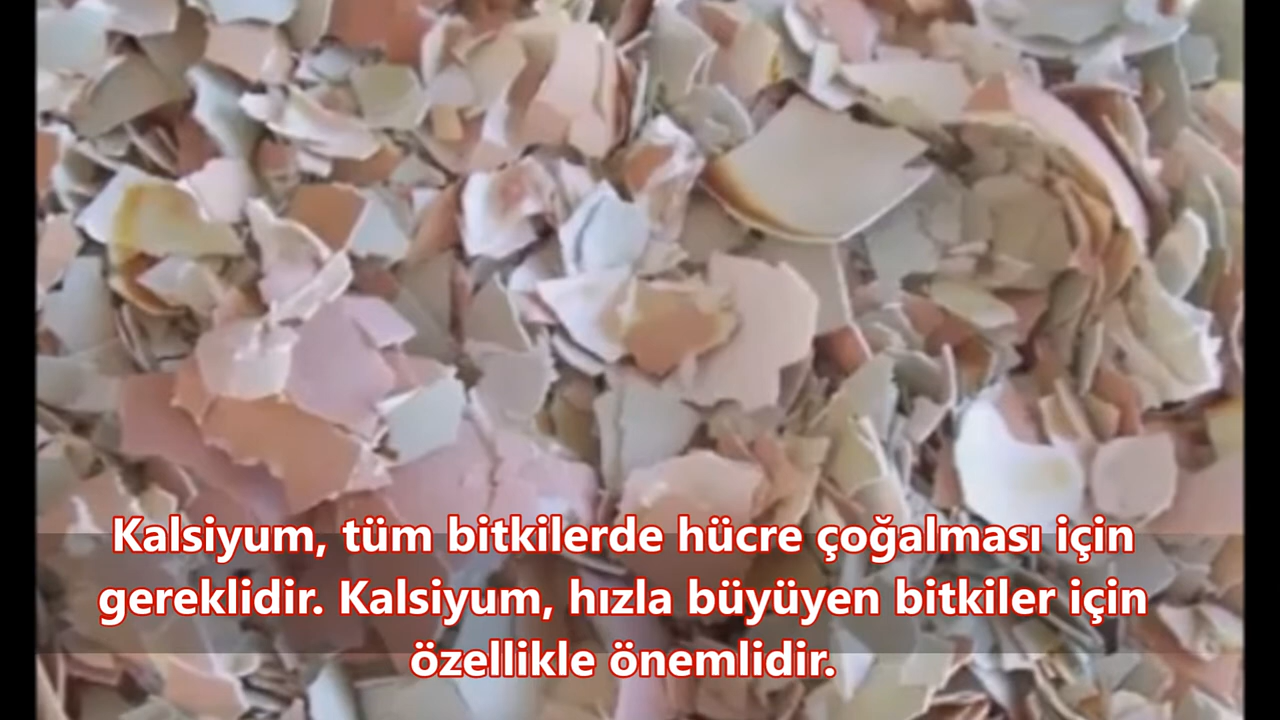 Kalsiyum, tüm bitkilerde hücre çoğalması için
gereklidir. Kalsiyum, hızla büyüyen bitkiler için
özellikle önemlidir.